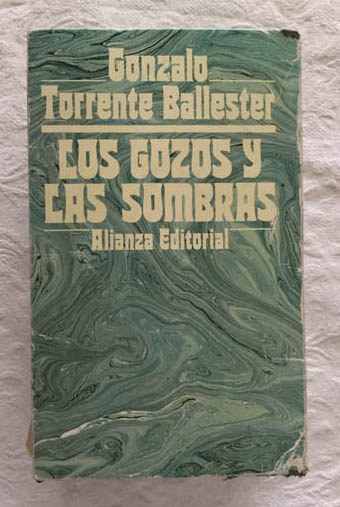 Gonzalo
Torrente Ballester
LOS GOZOS Y
LAS SOMBRAS
Alianza Editorial